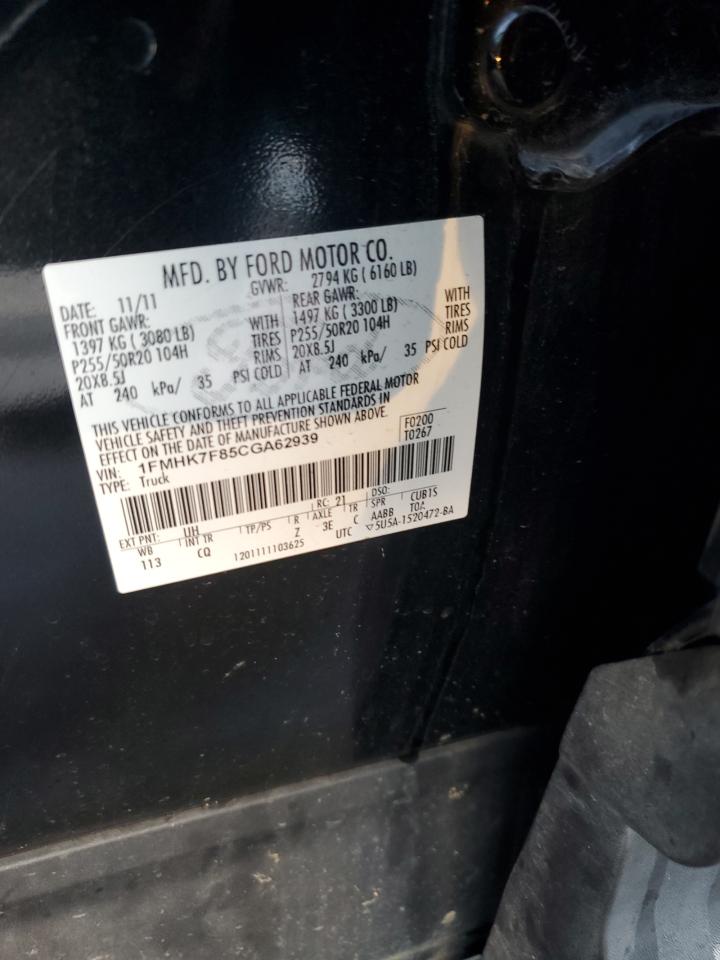 MFD. BY FORD MOTOR CO.
DATE: 11/11 GVWR: 2794 KG ( 6160 LB)
FRONT GAWR: REAR GAWR:
1397 KG ( 3080 LB) WITH 1497 KG ( 3300 LB) WITH
P255/50R20 104H TIRES P255/50R20 104H TIRES
20X8.5J RIMS 20X8.5J RIMS
AT 240 kPa/ 35 PSI COLD AT 240 kPa/ 35 PSI COLD
THIS VEHICLE CONFORMS TO ALL APPLICABLE FEDERAL MOTOR
VEHICLE SAFETY AND THEFT PREVENTION STANDARDS IN
EFFECT ON THE DATE OF MANUFACTURE SHOWN ABOVE.
F0200
T0267
VIN: 1FMHK7F85CGA62939
TYPE: Truck
EXT PNT: UH RC: 21 DSO:
WB INT TR TP/PS R AXLE TR SPR CUB1S
113 CQ Z 3E C AABB TOA
1201111103625 UTC ▽5U5A-1520472-BA